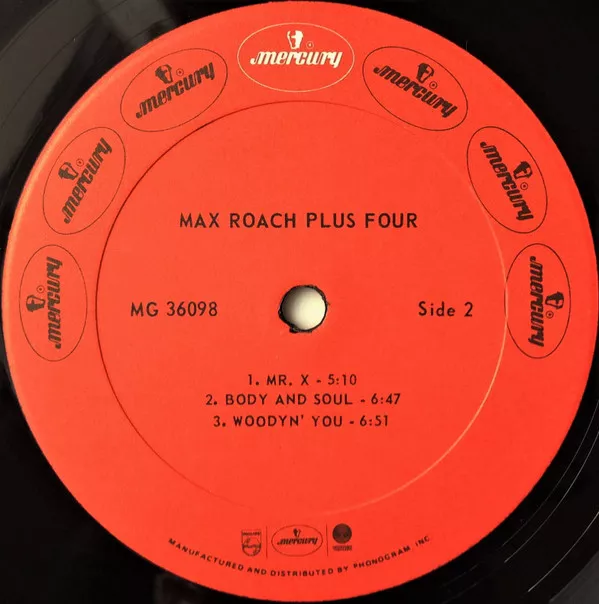 mercury
mercury
mercury
mercury
mercury
mercury
mercury
MAX ROACH PLUS FOUR
MG 36098
Side 2
1. MR. X - 5:10
2. BODY AND SOUL - 6:47
3. WOODYN' YOU - 6:51
mercury
MANUFACTURED AND DISTRIBUTED BY PHONOGRAM INC.